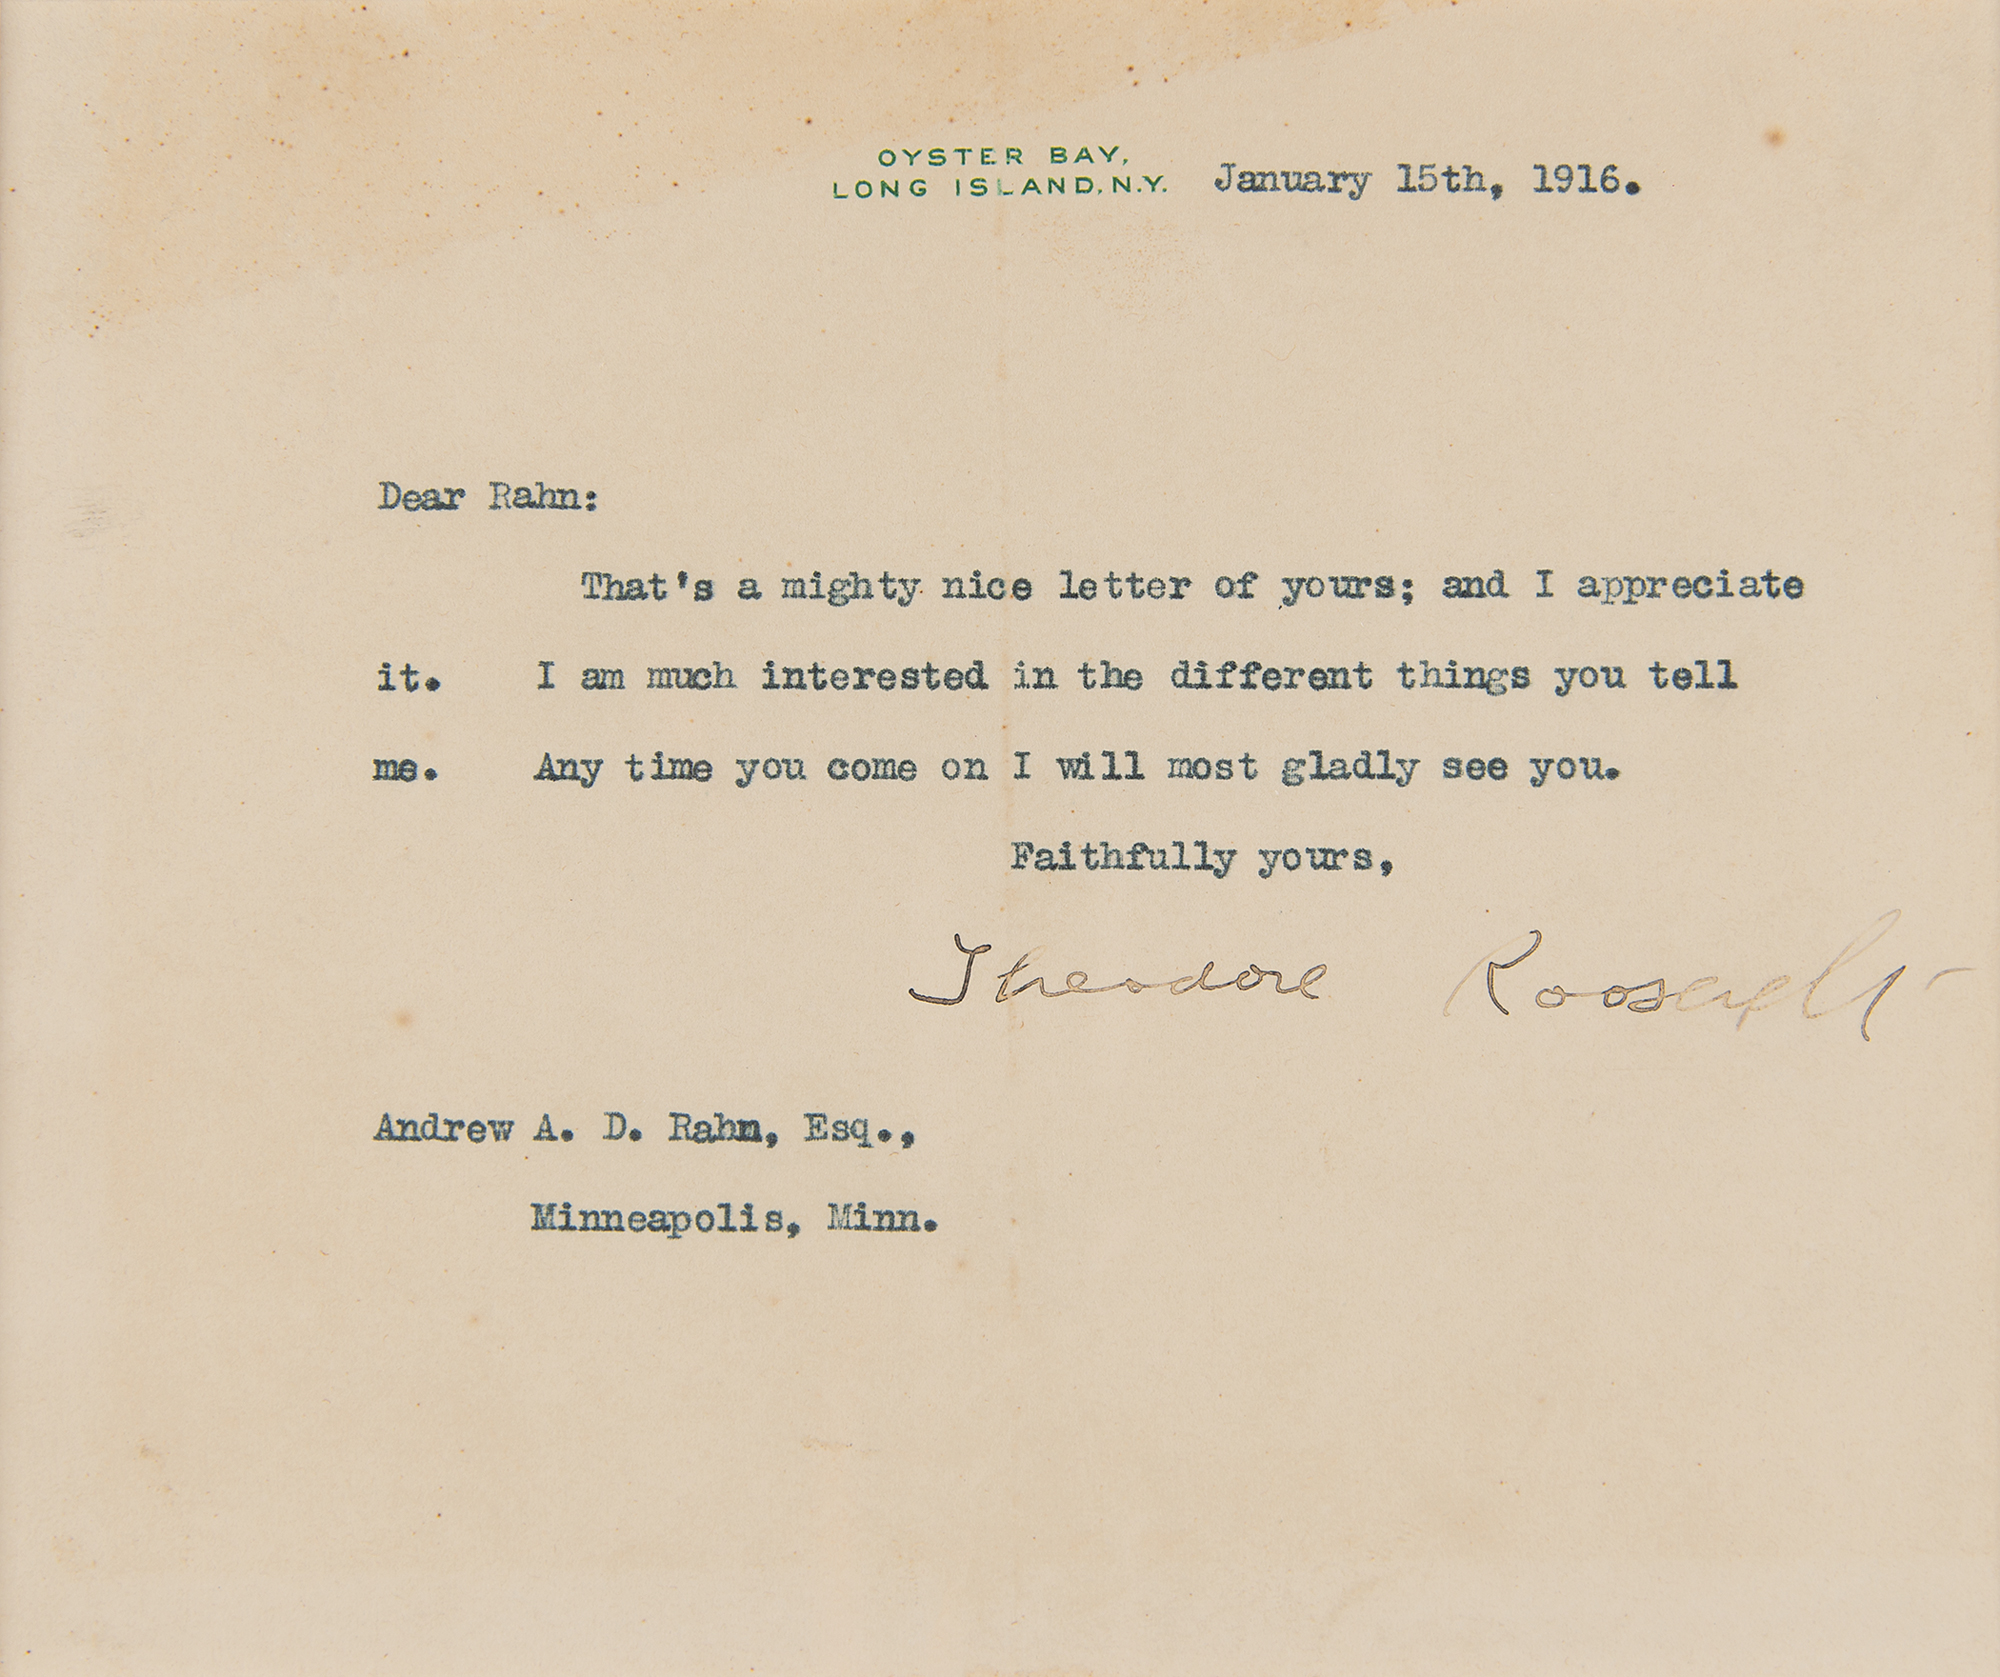 OYSTER BAY,
LONG ISLAND, N.Y. January 15th, 1916.
Dear Rahn:
That's a mighty nice letter of yours; and I appreciate
it. I am much interested in the different things you tell
me. Any time you come on I will most gladly see you.
Faithfully yours,
Theodore Roosevelt
Andrew A. D. Rahn, Esq.,
Minneapolis, Minn.